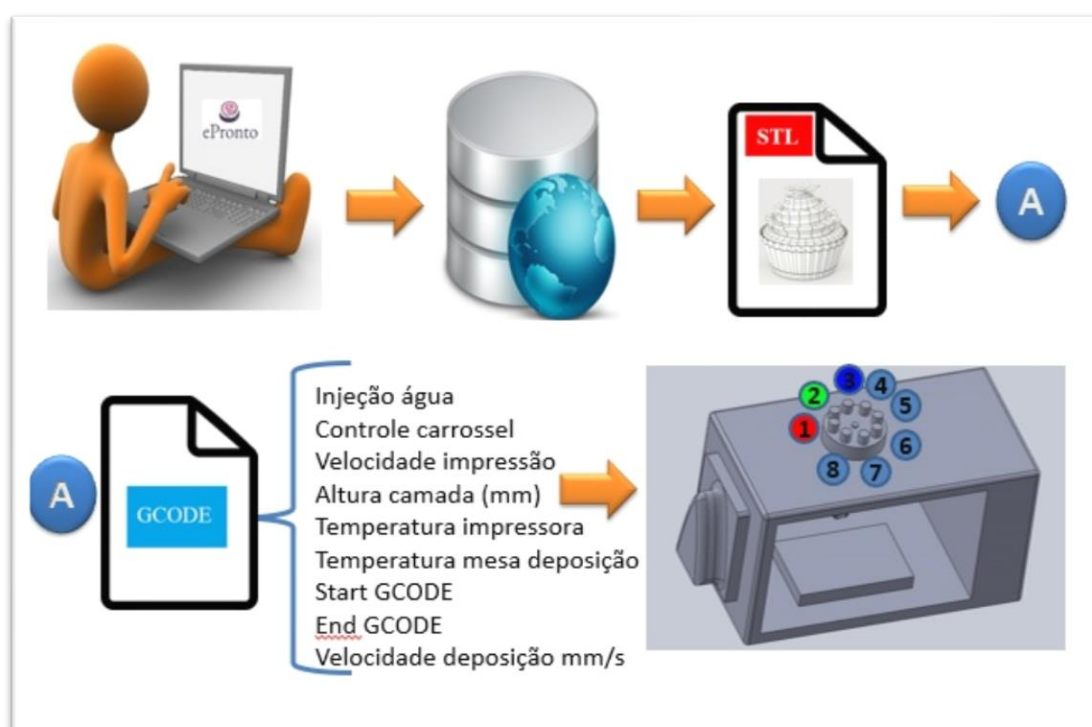 ePronto
STL
A
A
GCODE
Injeção água
Controle carrossel
Velocidade impressão
Altura camada (mm)
Temperatura impressora
Temperatura mesa deposição
Start GCODE
End GCODE
Velocidade deposição mm/s
1
2
3
4
5
6
7
8